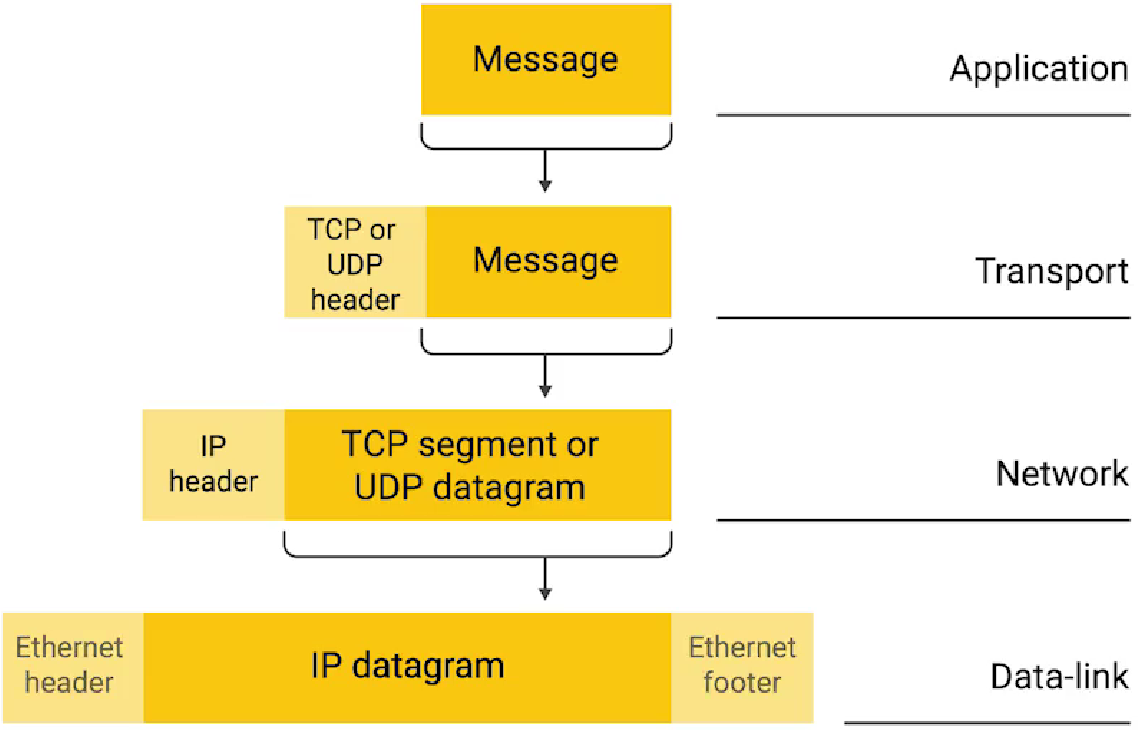 Message
Application
TCP or
UDP
header
Message
Transport
IP
header
TCP segment or
UDP datagram
Network
Ethernet
header
IP datagram
Ethernet
footer
Data-link